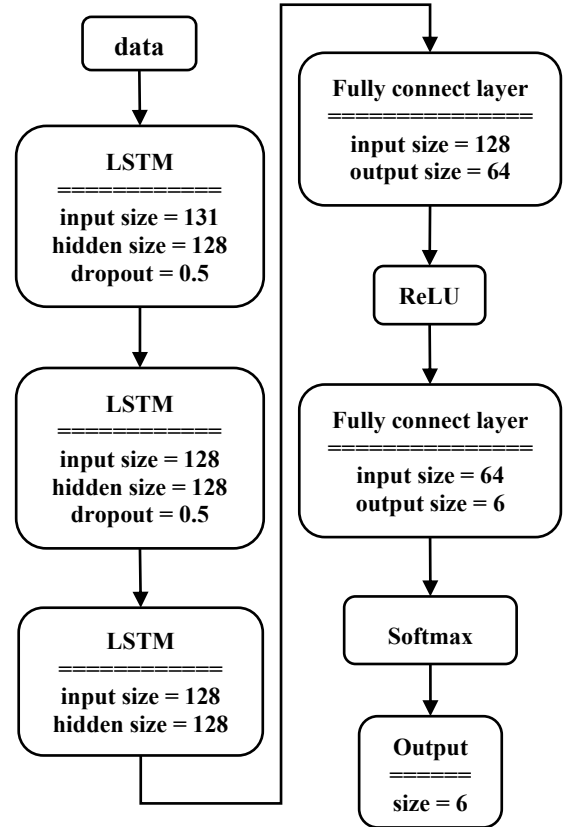 data
LSTM
============
input size = 131
hidden size = 128
dropout = 0.5
LSTM
============
input size = 128
hidden size = 128
dropout = 0.5
LSTM
============
input size = 128
hidden size = 128
Fully connect layer
===============
input size = 128
output size = 64
ReLU
Fully connect layer
===============
input size = 64
output size = 6
Softmax
Output
======
size = 6